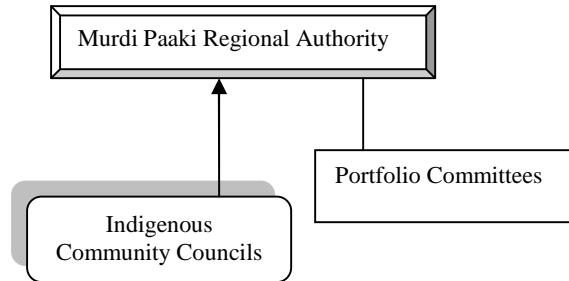 Murdi Paaki Regional Authority
Portfolio Committees
Indigenous
Community Councils